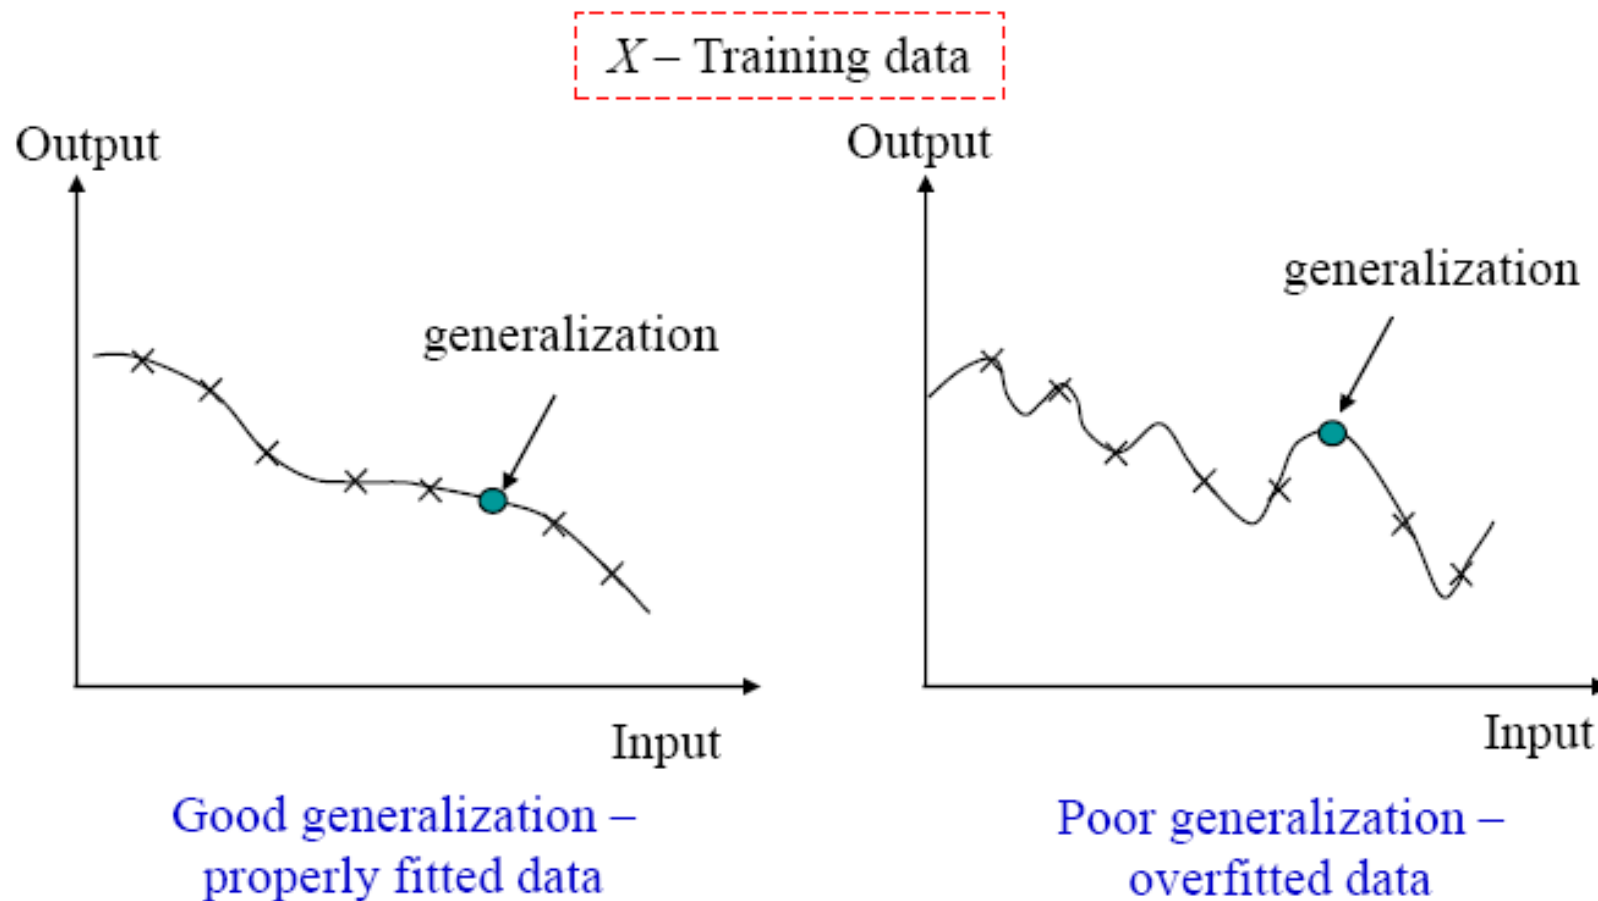 X – Training data
Output
generalization
Input
Good generalization –
properly fitted data
Output
generalization
Input
Poor generalization –
overfitted data